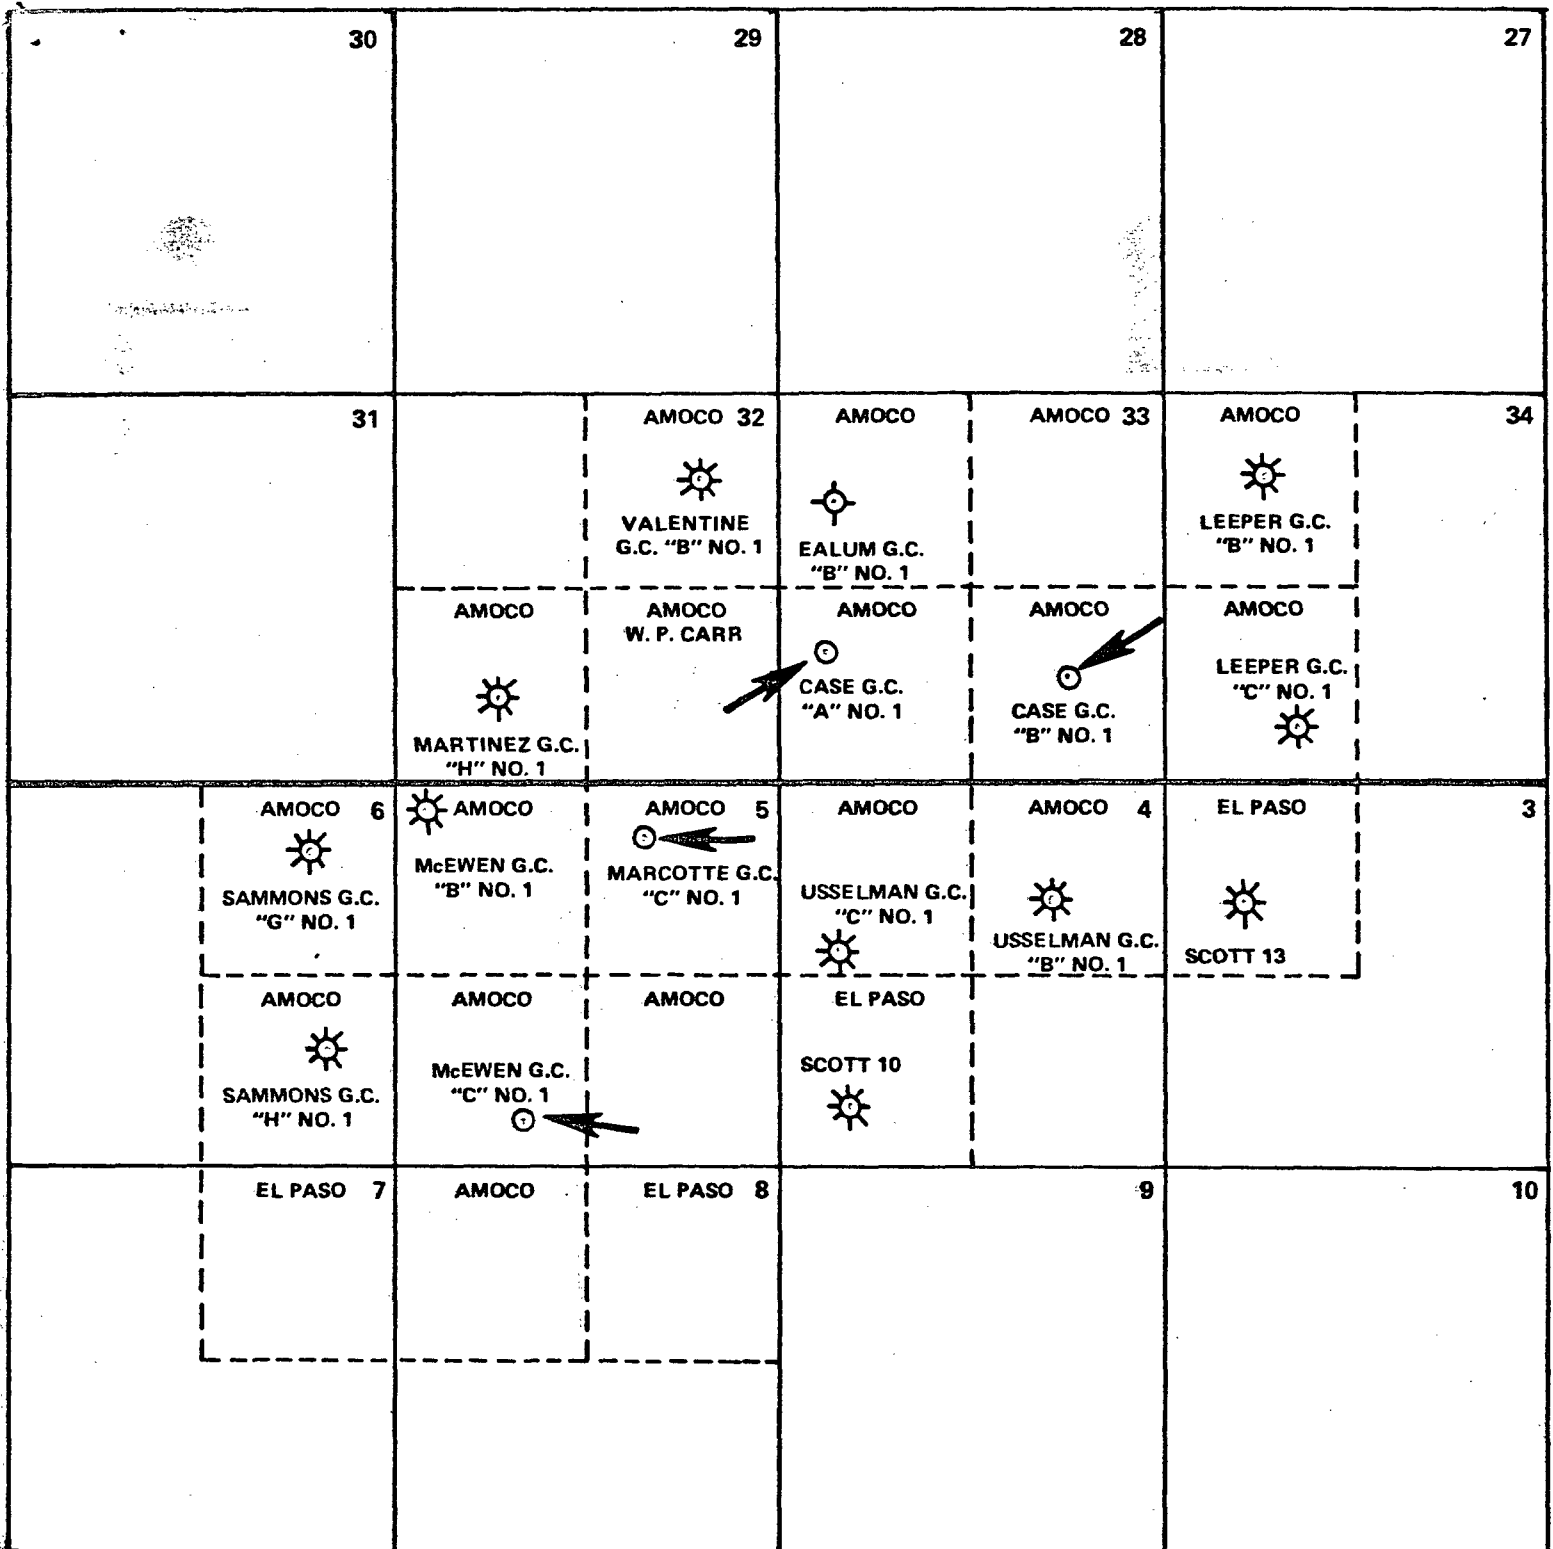 30
29
28
27
31
AMOCO 32
AMOCO
AMOCO 33
AMOCO
34
VALENTINE
G.C. "B" NO. 1
EALUM G.C.
"B" NO. 1
LEEPER G.C.
"B" NO. 1
AMOCO
AMOCO
W. P. CARR
AMOCO
AMOCO
AMOCO
MARTINEZ G.C.
"H" NO. 1
CASE G.C.
"A" NO. 1
CASE G.C.
"B" NO. 1
LEEPER G.C.
"C" NO. 1
AMOCO 6
AMOCO
AMOCO 5
AMOCO
AMOCO 4
EL PASO
3
SAMMONS G.C.
"G" NO. 1
McEWEN G.C.
"B" NO. 1
MARCOTTE G.C.
"C" NO. 1
USSELMAN G.C.
"C" NO. 1
USSELMAN G.C.
"B" NO. 1
SCOTT 13
AMOCO
AMOCO
AMOCO
EL PASO
SAMMONS G.C.
"H" NO. 1
McEWEN G.C.
"C" NO. 1
SCOTT 10
EL PASO 7
AMOCO
EL PASO 8
9
10